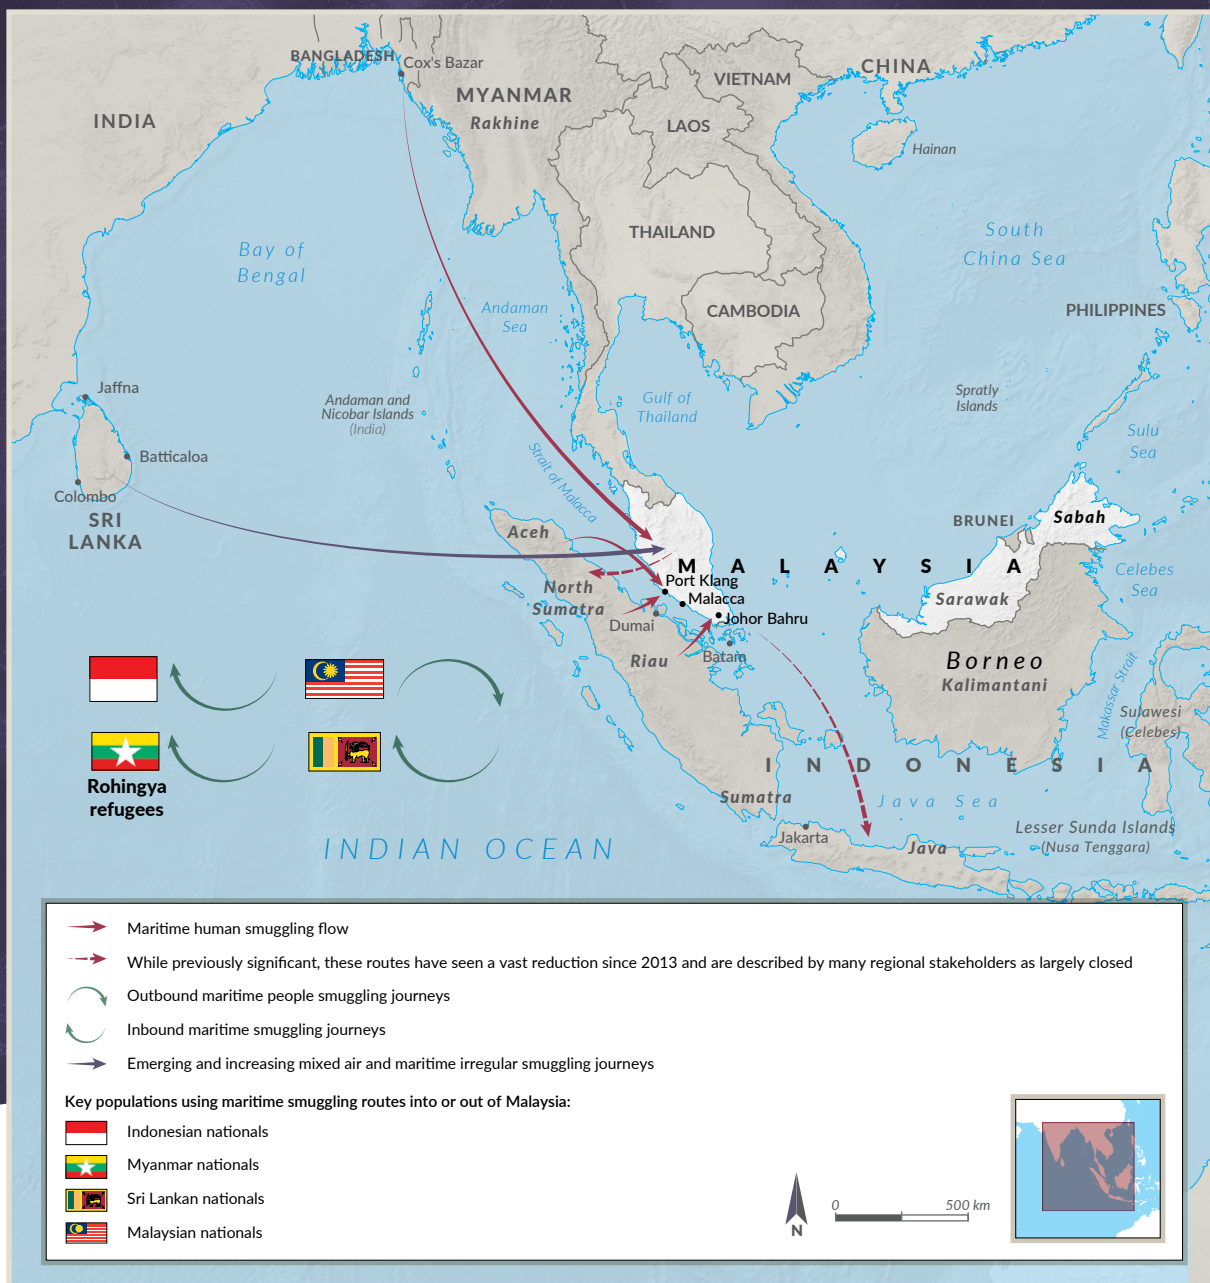 BANGLADESH
Cox's Bazar
MYANMAR
Rakhine
VIETNAM
CHINA
INDIA
LAOS
Hainan
THAILAND
Bay of
Bengal
South
China Sea
Andaman
Sea
CAMBODIA
PHILIPPINES
Jaffna
Andaman and
Nicobar Islands
(India)
Gulf of
Thailand
Spratly
Islands
Sulu
Sea
Batticaloa
Strait of Malacca
Colombo
SRI
LANKA
Aceh
BRUNEI
Sabah
MALAYSIA
Port Klang
Malacca
Johor Bahru
North
Sumatra
Dumai
Riau
Batam
Sarawak
Celebes
Sea
Borneo
Kalimantani
Makassar Strait
Sulawesi
(Celebes)
INDONESIA
Rohingya
refugees
Sumatra
Java Sea
Jakarta
Java
Lesser Sunda Islands
(Nusa Tenggara)
INDIAN OCEAN
Maritime human smuggling flow
While previously significant, these routes have seen a vast reduction since 2013 and are described by many regional stakeholders as largely closed
Outbound maritime people smuggling journeys
Inbound maritime smuggling journeys
Emerging and increasing mixed air and maritime irregular smuggling journeys
Key populations using maritime smuggling routes into or out of Malaysia:
Indonesian nationals
Myanmar nationals
Sri Lankan nationals
Malaysian nationals
N
0 500 km